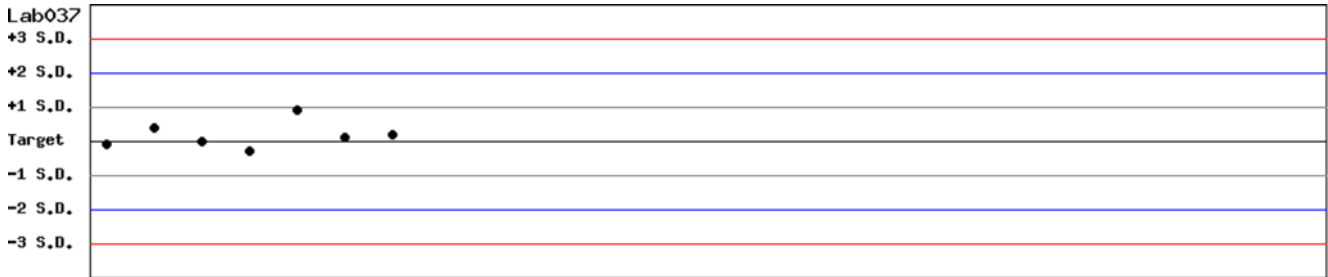 Lab037
+3 S.D.
+2 S.D.
+1 S.D.
Target
-1 S.D.
-2 S.D.
-3 S.D.